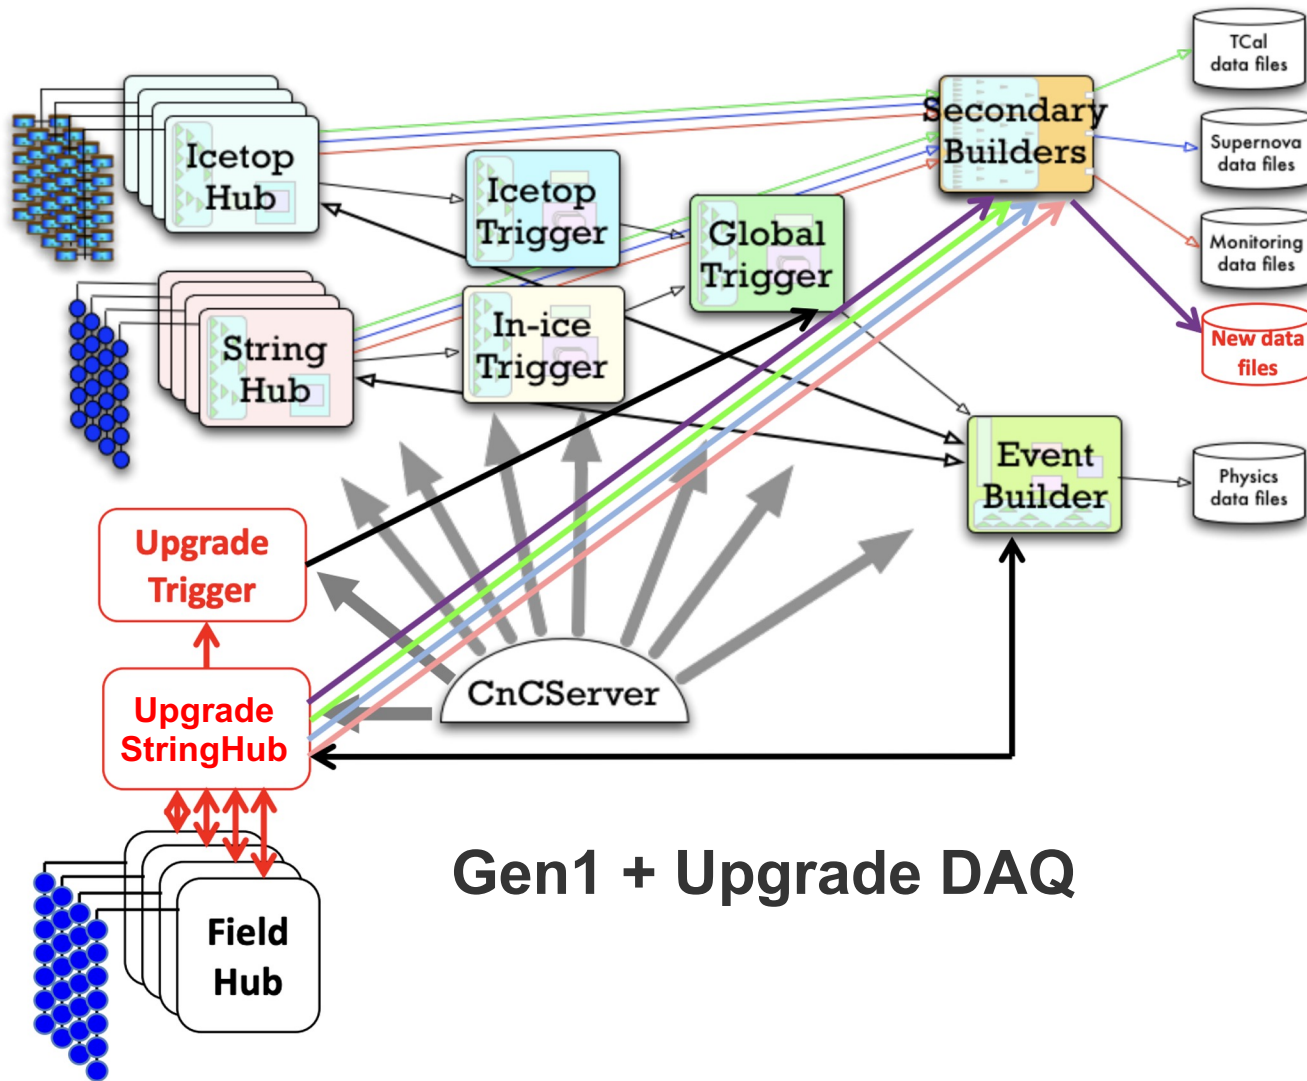 TCal
data files
Secondary
Builders
Supernova
data files
Icetop
Hub
Icetop
Trigger
Global
Trigger
Monitoring
data files
String
Hub
In-ice
Trigger
New data
files
Event
Builder
Physics
data files
Upgrade
Trigger
CnCServer
Upgrade
StringHub
Gen1 + Upgrade DAQ
Field
Hub